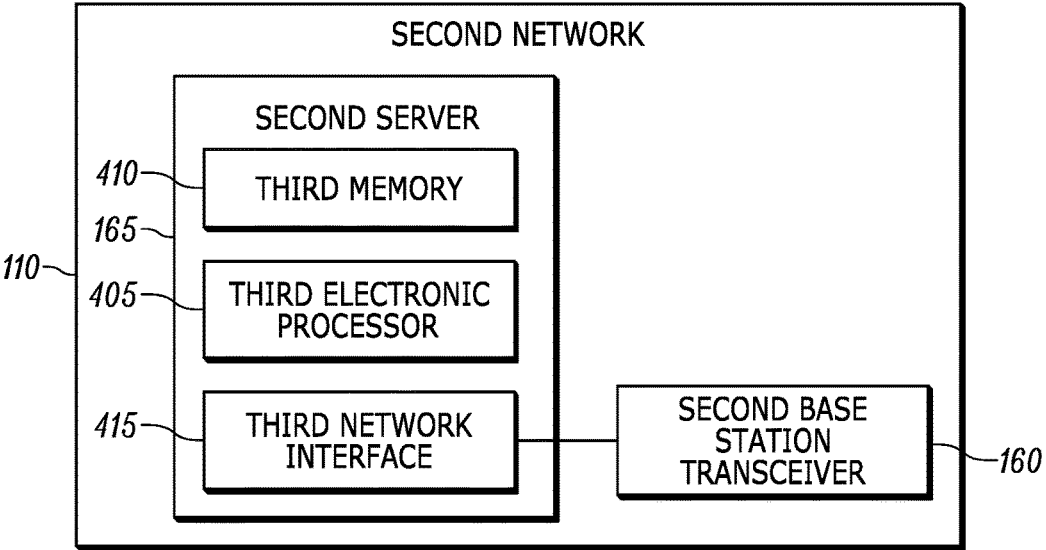 SECOND NETWORK
SECOND SERVER
410
THIRD MEMORY
165
110
405
THIRD ELECTRONIC
PROCESSOR
415
THIRD NETWORK
INTERFACE
SECOND BASE
STATION
TRANSCEIVER
160